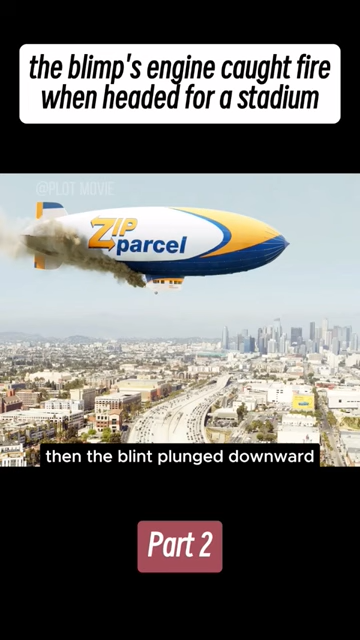 the blimp's engine caught fire
when headed for a stadium
@PLOT MOVIE
ZIP
parcel
then the blint plunged downward
Part 2